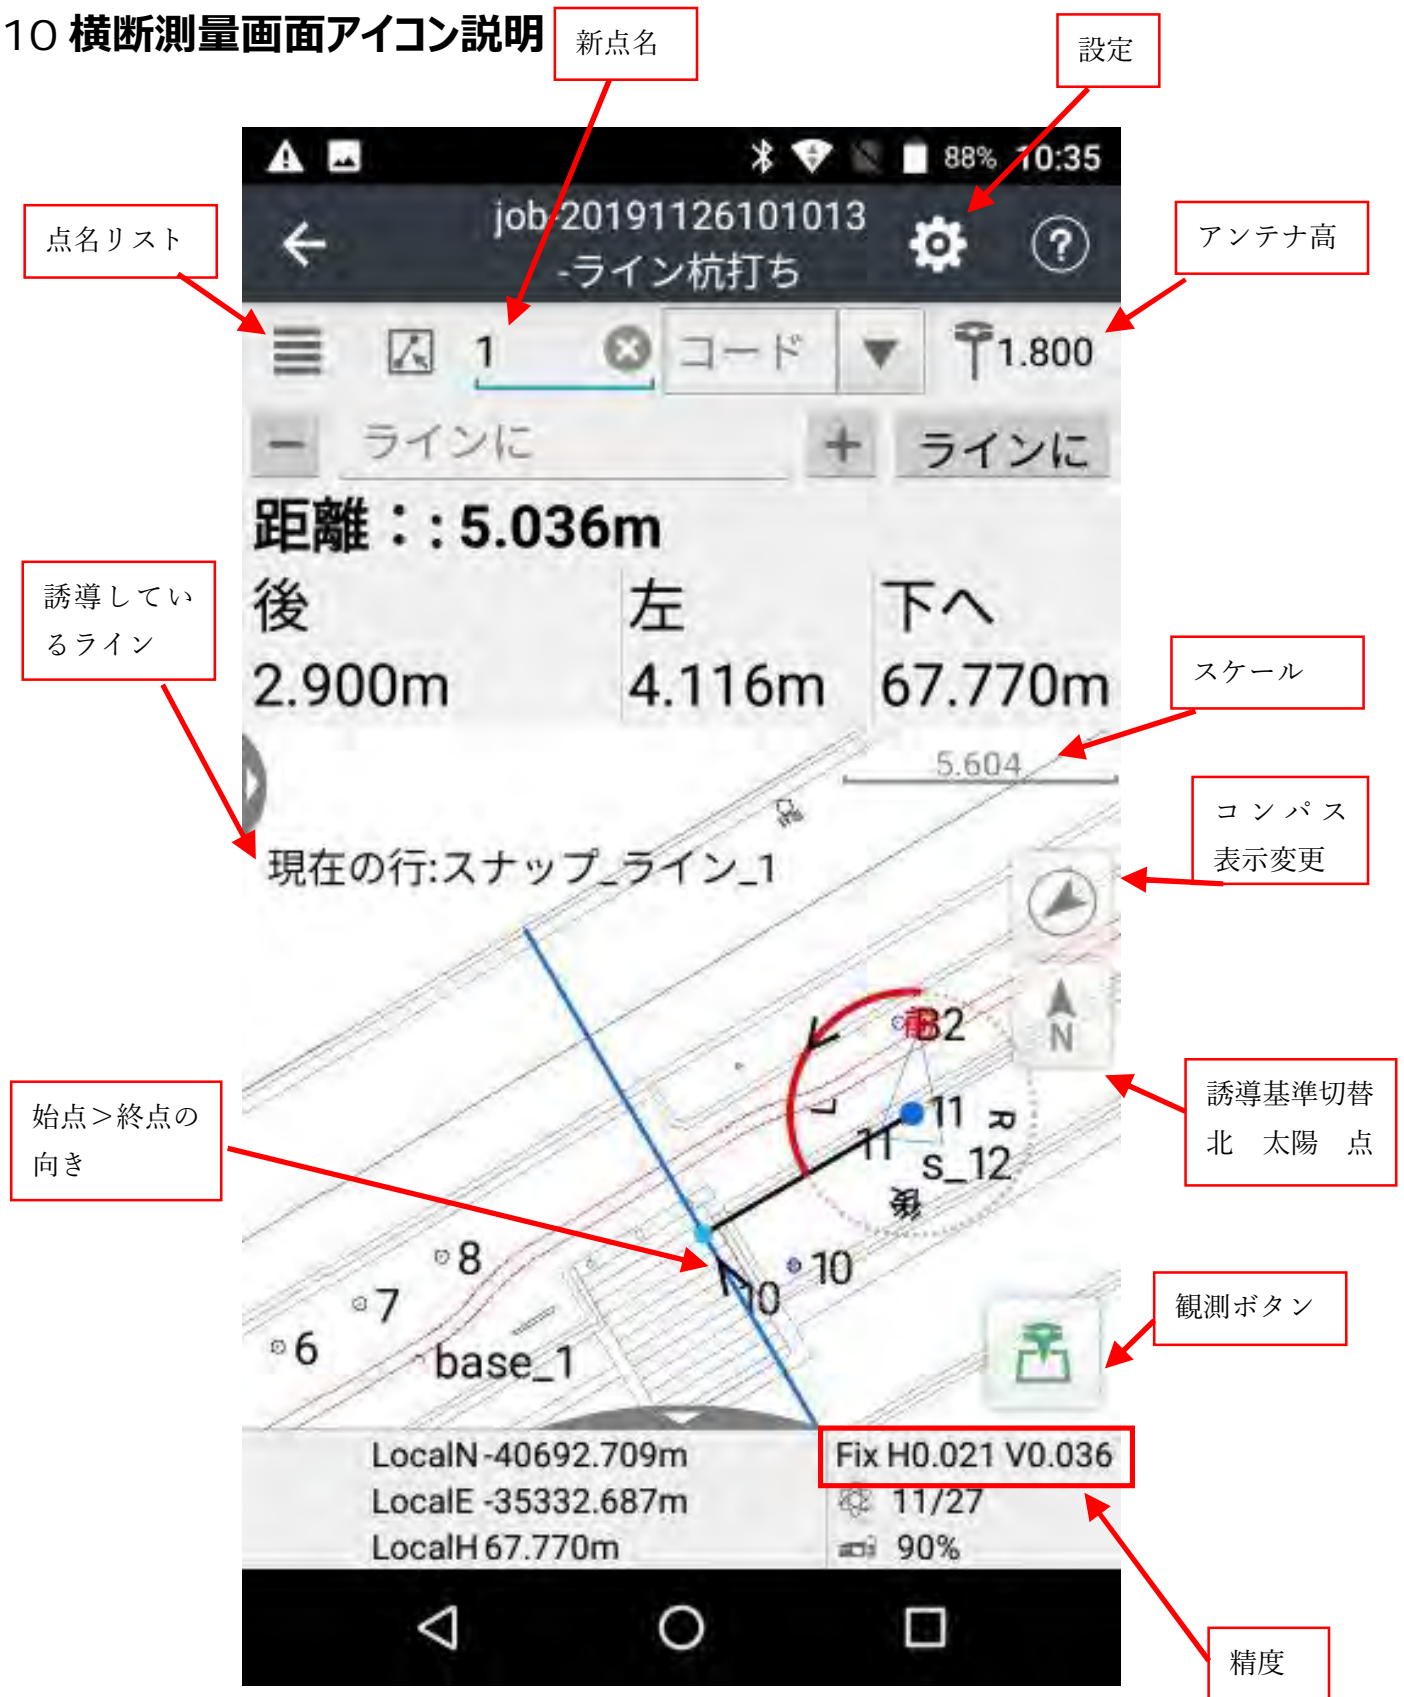 10 横断測量画面アイコン説明
新点名
設定
88% 10:35
点名リスト
job-20191126101013
-ライン杭打ち
?
アンテナ高
1
コード
1.800
ラインに
+
ラインに
距離：: 5.036m
誘導してい
るライン
後
左
下へ
2.900m
4.116m
67.770m
スケール
5.604
コンパス
表示変更
現在の行:スナップ_ライン_1
N
B2
誘導基準切替
北 太陽 点
始点＞終点の
向き
L
11
R
11
s_12
後
8
10
10
7
6
base_1
観測ボタン
LocalN -40692.709m
Fix H0.021 V0.036
LocalE -35332.687m
11/27
LocalH 67.770m
90%
精度